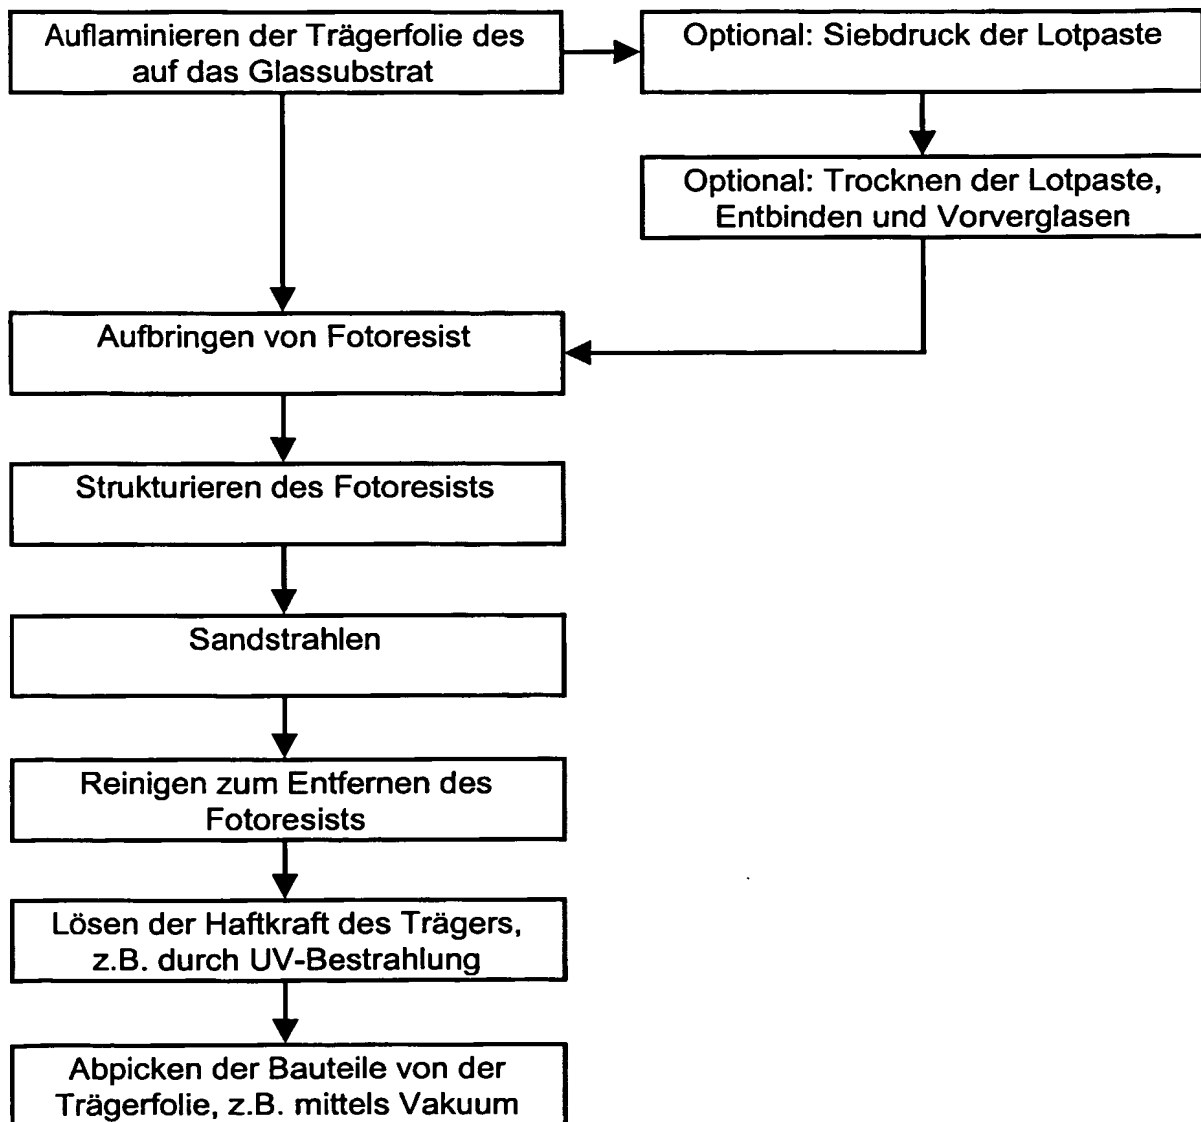 Auflaminieren der Trägerfolie des
auf das Glassubstrat
Optional: Siebdruck der Lotpaste
Optional: Trocknen der Lotpaste,
Entbinden und Vorverglasen
Aufbringen von Fotoresist
Strukturieren des Fotoresists
Sandstrahlen
Reinigen zum Entfernen des
Fotoresists
Lösen der Haftkraft des Trägers,
z.B. durch UV-Bestrahlung
Abpicken der Bauteile von der
Trägerfolie, z.B. mittels Vakuum